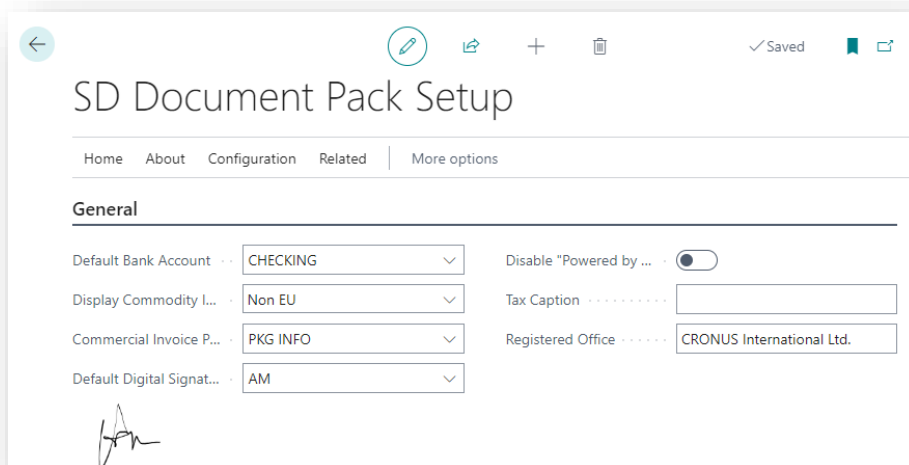 Saved
SD Document Pack Setup
Home About Configuration Related More options
General
Default Bank Account CHECKING Disable "Powered by ...
Display Commodity I... Non EU Tax Caption
Commercial Invoice P... PKG INFO Registered Office CRONUS International Ltd.
Default Digital Signat... AM